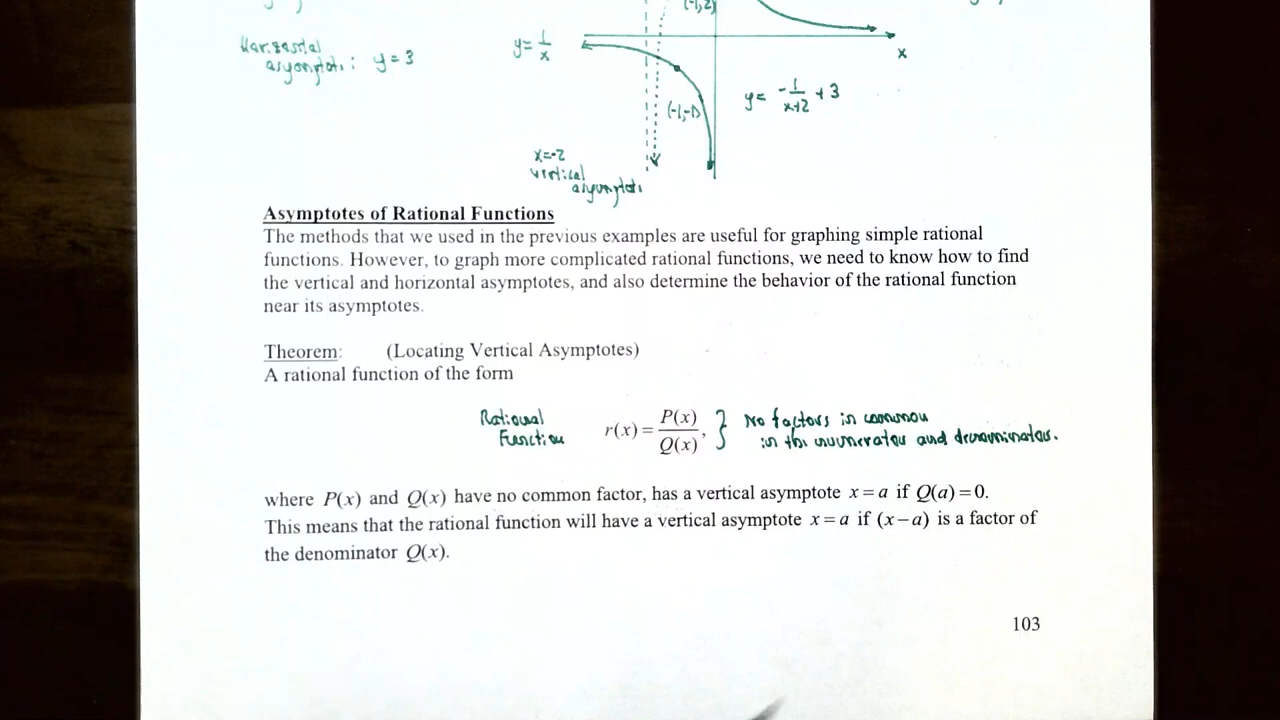 (-1,2)
Horizontal
asymptote: y=3
y= 1/x
x
y= -1/(x+2) +3
(-1,-1)
x=-2
vertical
asymptote
Asymptotes of Rational Functions
The methods that we used in the previous examples are useful for graphing simple rational
functions. However, to graph more complicated rational functions, we need to know how to find
the vertical and horizontal asymptotes, and also determine the behavior of the rational function
near its asymptotes.
Theorem: (Locating Vertical Asymptotes)
A rational function of the form
Rational
Function
r(x) = P(x)/Q(x),
} No factors in common
in the numerator and denominator.
where P(x) and Q(x) have no common factor, has a vertical asymptote x = a if Q(a) = 0.
This means that the rational function will have a vertical asymptote x = a if (x − a) is a factor of
the denominator Q(x).
103